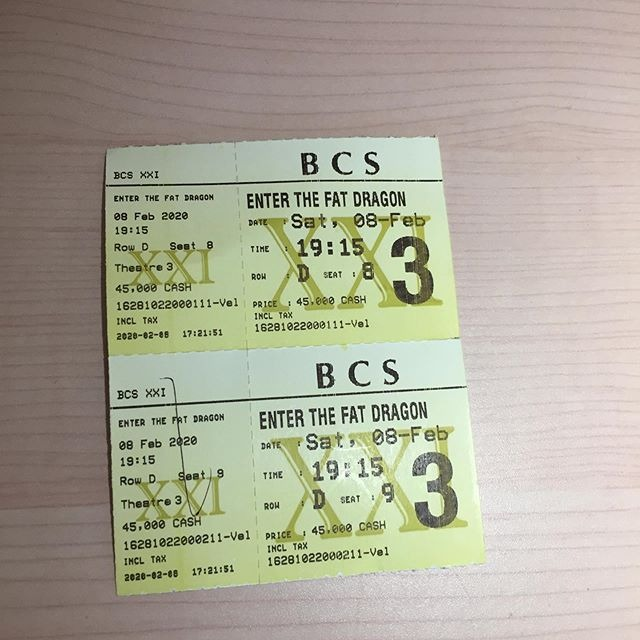 BCS XXI
ENTER THE FAT DRAGON
08 Feb 2020
19:15
Row D Seat 8
Theatre 3
XXI
45,000 CASH
16281022000111-Vel
INCL TAX
2020-02-08 17:21:51
BCS
ENTER THE FAT DRAGON
DATE : Sat, 08-Feb
TIME : 19:15
ROW : D SEAT : 8
XXI
3
PRICE : 45,000 CASH
INCL TAX
16281022000111-Vel
BCS XXI
ENTER THE FAT DRAGON
08 Feb 2020
19:15
Row D Seat 9
Theatre 3
XXI
45,000 CASH
16281022000211-Vel
INCL TAX
2020-02-08 17:21:51
BCS
ENTER THE FAT DRAGON
DATE : Sat, 08-Feb
TIME : 19:15
ROW : D SEAT : 9
XXI
3
PRICE : 45,000 CASH
INCL TAX
16281022000211-Vel